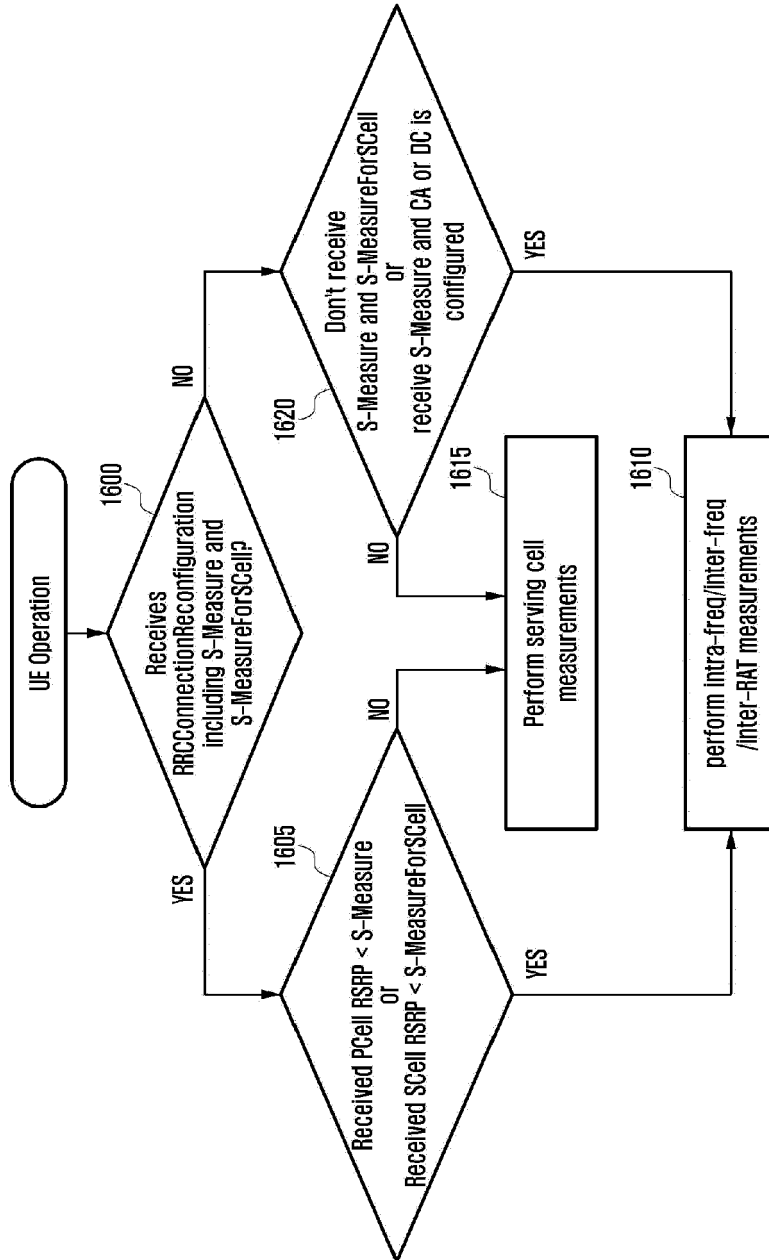 UE Operation
1600
Receives
RRCConnectionReconfiguration
including S-Measure and
S-MeasureForSCell?
YES
NO
1605
Received PCell RSRP < S-Measure
or
Received SCell RSRP < S-MeasureForSCell
NO
YES
1620
Don't receive
S-Measure and S-MeasureForSCell
or
receive S-Measure and CA or DC is
configured
NO
YES
1615
Perform serving cell
measurements
1610
perform intra-freq/inter-freq
/inter-RAT measurements